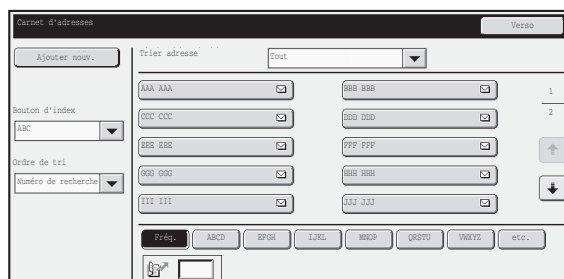 Carnet d'adresses
Verso
Ajouter nouv.
Trier adresse
Tout
AAA AAA
BBB BBB
1
Bouton d'index
CCC CCC
DDD DDD
2
ABC
EEE EEE
FFF FFF
Ordre de tri
GGG GGG
HHH HHH
Numéro de recherche
III III
JJJ JJJ
Fréq.
ABCD
EFGH
IJKL
MNOP
QRSTU
VWXYZ
etc.